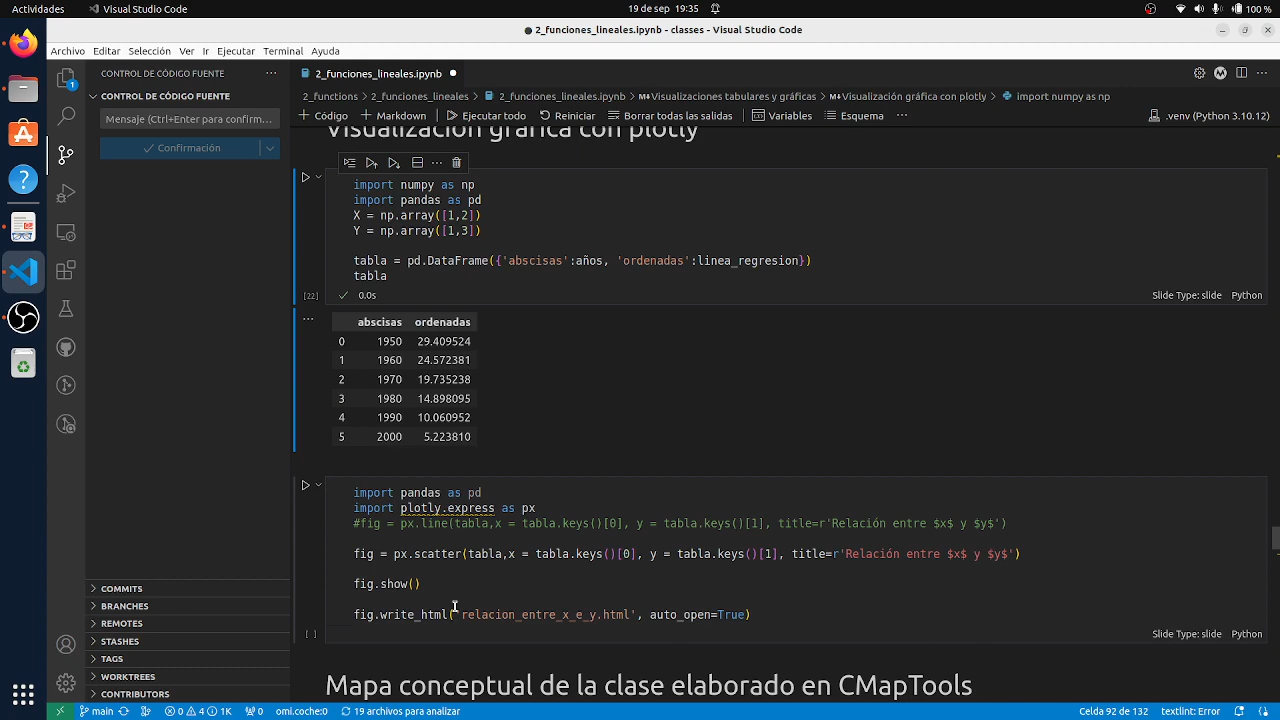 Actividades
Visual Studio Code
19 de sep 19:35
100 %
2_funciones_lineales.ipynb - classes - Visual Studio Code
Archivo Editar Selección Ver Ir Ejecutar Terminal Ayuda
CONTROL DE CÓDIGO FUENTE
2_funciones_lineales.ipynb
CONTROL DE CÓDIGO FUENTE
2_functions > 2_funciones_lineales > 2_funciones_lineales.ipynb > Visualizaciones tabulares y gráficas > Visualización gráfica con plotly > import numpy as np
Mensaje (Ctrl+Enter para confirm...
+ Código + Markdown Ejecutar todo Reiniciar Borrar todas las salidas Variables Esquema ...
.venv (Python 3.10.12)
Confirmación
Visualización gráfica con plotly
import numpy as np
import pandas as pd
X = np.array([1,2])
Y = np.array([1,3])
tabla = pd.DataFrame({'abscisas':años, 'ordenadas':linea_regresion})
tabla
[22] 0.0s
Slide Type: slide Python
abscisas ordenadas
0 1950 29.409524
1 1960 24.572381
2 1970 19.735238
3 1980 14.898095
4 1990 10.060952
5 2000 5.223810
import pandas as pd
import plotly.express as px
#fig = px.line(tabla,x = tabla.keys()[0], y = tabla.keys()[1], title=r'Relación entre $x$ y $y$')
fig = px.scatter(tabla,x = tabla.keys()[0], y = tabla.keys()[1], title=r'Relación entre $x$ y $y$')
fig.show()
fig.write_html('relacion_entre_x_e_y.html', auto_open=True)
[ ]
Slide Type: slide Python
COMMITS
BRANCHES
REMOTES
STASHES
TAGS
WORKTREES
CONTRIBUTORS
Mapa conceptual de la clase elaborado en CMapTools
main 0 4 1K 0 omi.coche:0 19 archivos para analizar
Celda 92 de 132 textlint: Error